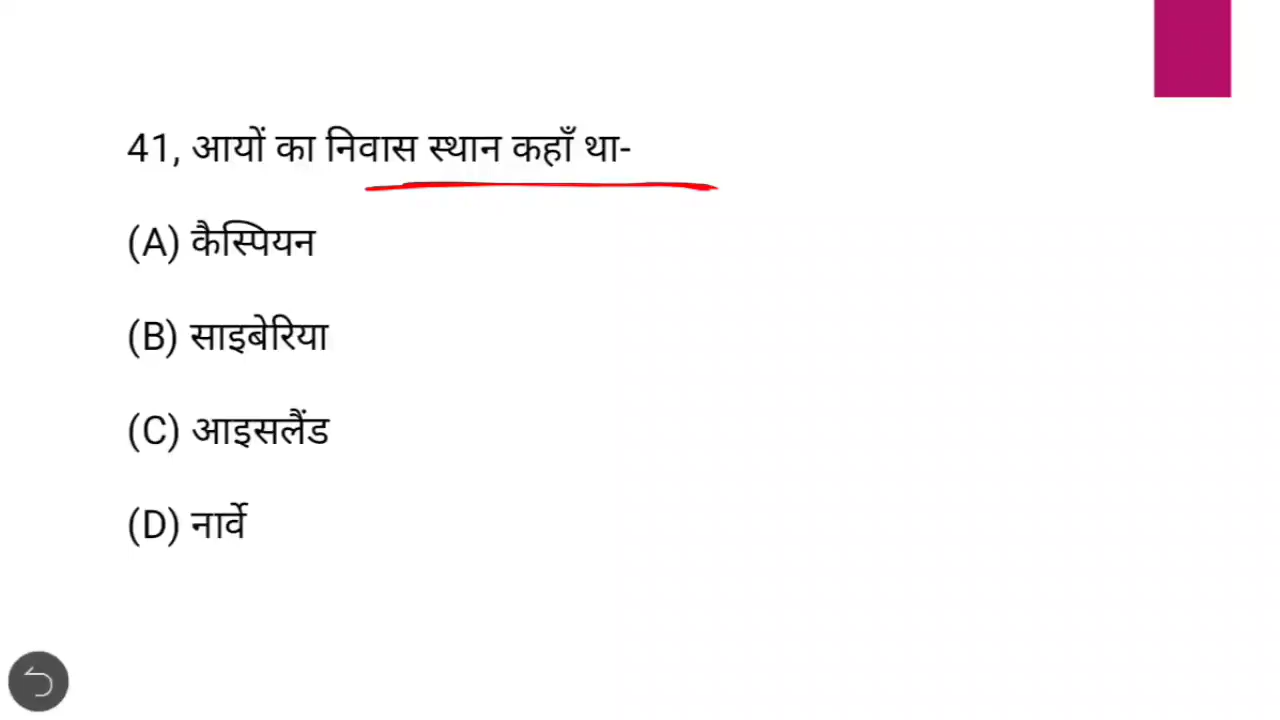 41, आयों का निवास स्थान कहाँ था-
(A) कैस्पियन
(B) साइबेरिया
(C) आइसलैंड
(D) नार्वे